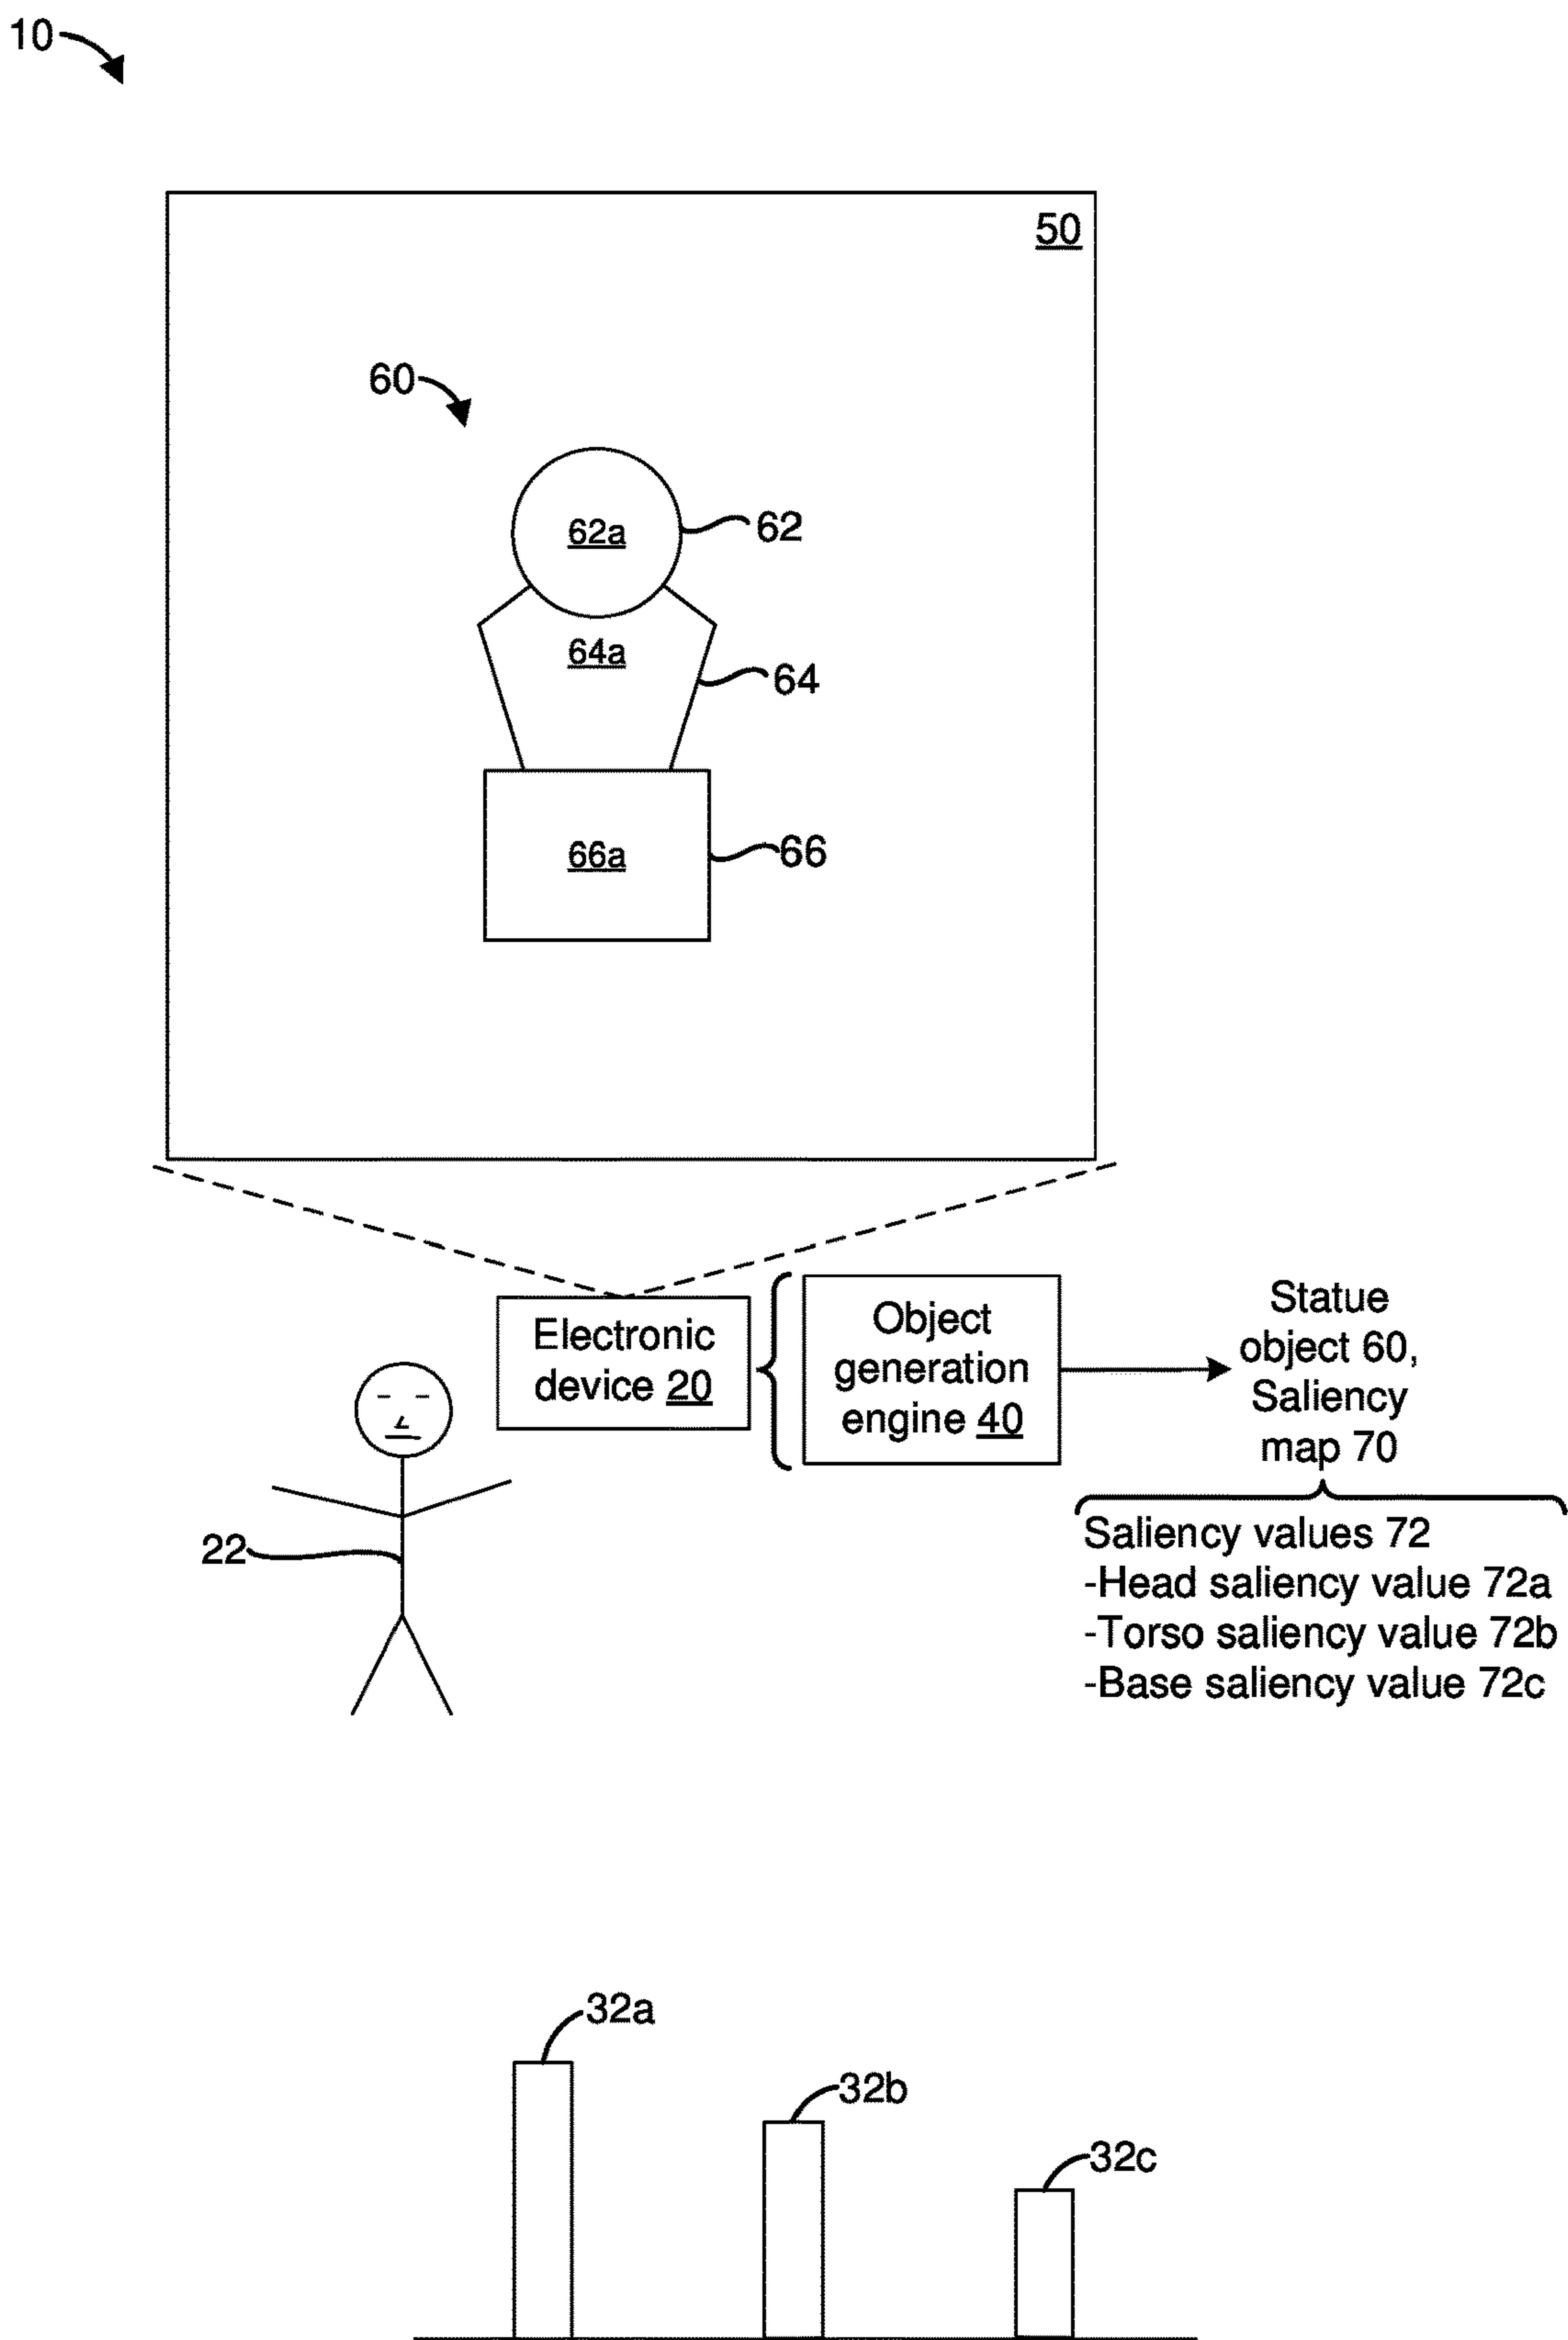 10
50
60
62a
62
64a
64
66a
66
Electronic
device 20
Object
generation
engine 40
Statue
object 60,
Saliency
map 70
22
Saliency values 72
-Head saliency value 72a
-Torso saliency value 72b
-Base saliency value 72c
32a
32b
32c